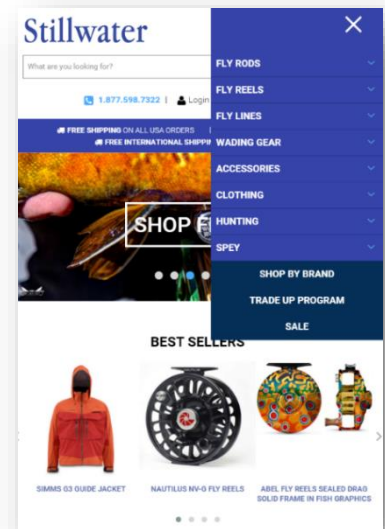 Stillwater
What are you looking for?
1.877.598.7322 | Login
FREE SHIPPING ON ALL USA ORDERS |
FREE INTERNATIONAL
SHOP
FLY RODS
FLY REELS
FLY LINES
WADING GEAR
ACCESSORIES
CLOTHING
HUNTING
SPEY
SHOP BY BRAND
TRADE UP PROGRAM
SALE
BEST SELLERS
SIMMS G3 GUIDE JACKET
NAUTILUS NV-G FLY REELS
ABEL FLY REELS SEALED DRAG
SOLID FRAME IN FISH GRAPHICS